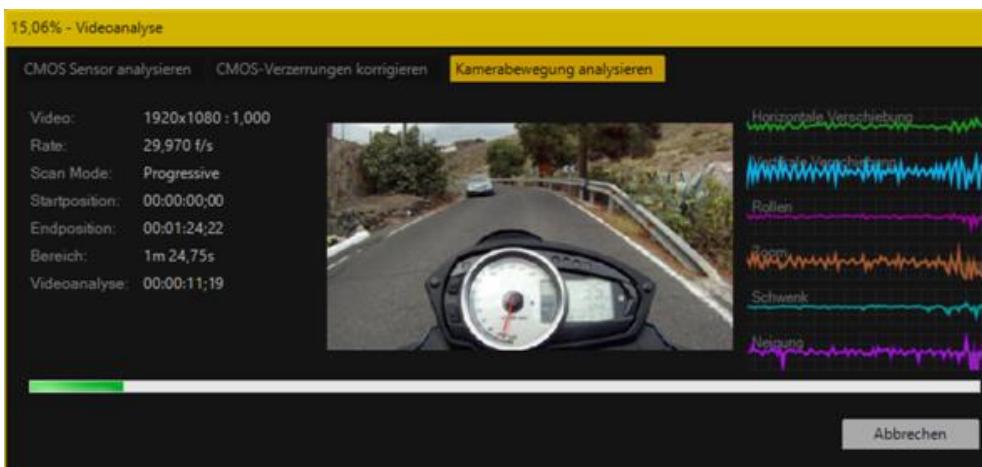 15,06% - Videoanalyse
CMOS Sensor analysieren CMOS-Verzerrungen korrigieren Kamerabewegung analysieren
Video: 1920x1080 : 1,000
Rate: 29,970 f/s
Scan Mode: Progressive
Startposition: 00:00:00;00
Endposition: 00:01:24;22
Bereich: 1m 24,75s
Videoanalyse: 00:00:11;19
Horizontale Verschiebung
Vertikale Verschiebung
Rollen
Zoom
Schwenk
Neigung
Abbrechen